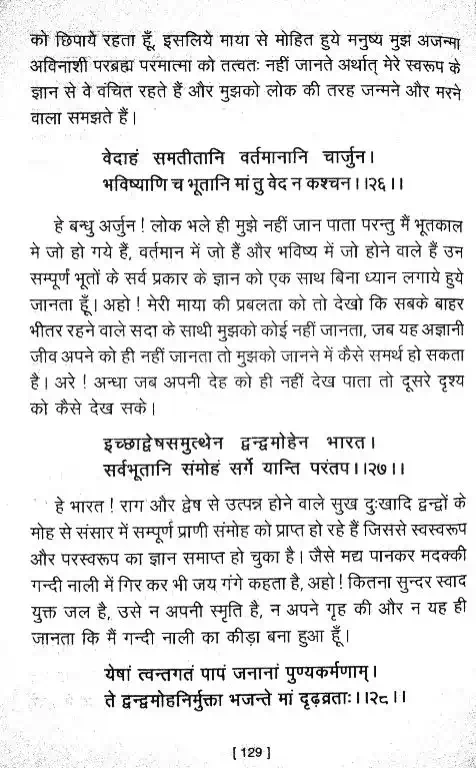 को छिपाये रहता हूँ, इसलिये माया से मोहित हुये मनुष्य मुझ अजन्मा
अविनाशी परब्रह्म परमात्मा को तत्वतः नहीं जानते अर्थात् मेरे स्वरूप के
ज्ञान से वे वंचित रहते हैं और मुझको लोक की तरह जन्मने और मरने
वाला समझते हैं।
वेदाहं समतीतानि वर्तमानानि चार्जुन।
भविष्याणि च भूतानि मां तु वेद न कश्चन।।२६।।
हे बन्धु अर्जुन ! लोक भले ही मुझे नहीं जान पाता परन्तु मैं भूतकाल
मे जो हो गये हैं, वर्तमान में जो हैं और भविष्य में जो होने वाले हैं उन
सम्पूर्ण भूतों के सर्व प्रकार के ज्ञान को एक साथ बिना ध्यान लगाये हुये
जानता हूँ। अहो ! मेरी माया की प्रबलता को तो देखो कि सबके बाहर
भीतर रहने वाले सदा के साथी मुझको कोई नहीं जानता, जब यह अज्ञानी
जीव अपने को ही नहीं जानता तो मुझको जानने में कैसे समर्थ हो सकता
है। अरे ! अन्धा जब अपनी देह को ही नहीं देख पाता तो दूसरे दृश्य
को कैसे देख सके।
इच्छाद्वेषसमुत्थेन द्वन्द्वमोहेन भारत।
सर्वभूतानि संमोहं सर्गे यान्ति परंतप।।२७।।
हे भारत ! राग और द्वेष से उत्पन्न होने वाले सुख दुःखादि द्वन्द्वों के
मोह से संसार में सम्पूर्ण प्राणी संमोह को प्राप्त हो रहे हैं जिससे स्वस्वरूप
और परस्वरूप का ज्ञान समाप्त हो चुका है। जैसे मद्य पानकर मदक्की
गन्दी नाली में गिर कर भी जय गंगे कहता है, अहो ! कितना सुन्दर स्वाद
युक्त जल है, उसे न अपनी स्मृति है, न अपने गृह की और न यह ही
जानता कि मैं गन्दी नाली का कीड़ा बना हुआ हूँ।
येषां त्वन्तगतं पापं जनानां पुण्यकर्मणाम्।
ते द्वन्द्वमोहनिर्मुक्ता भजन्ते मां दृढ़व्रताः।।२८।।
[ 129 ]